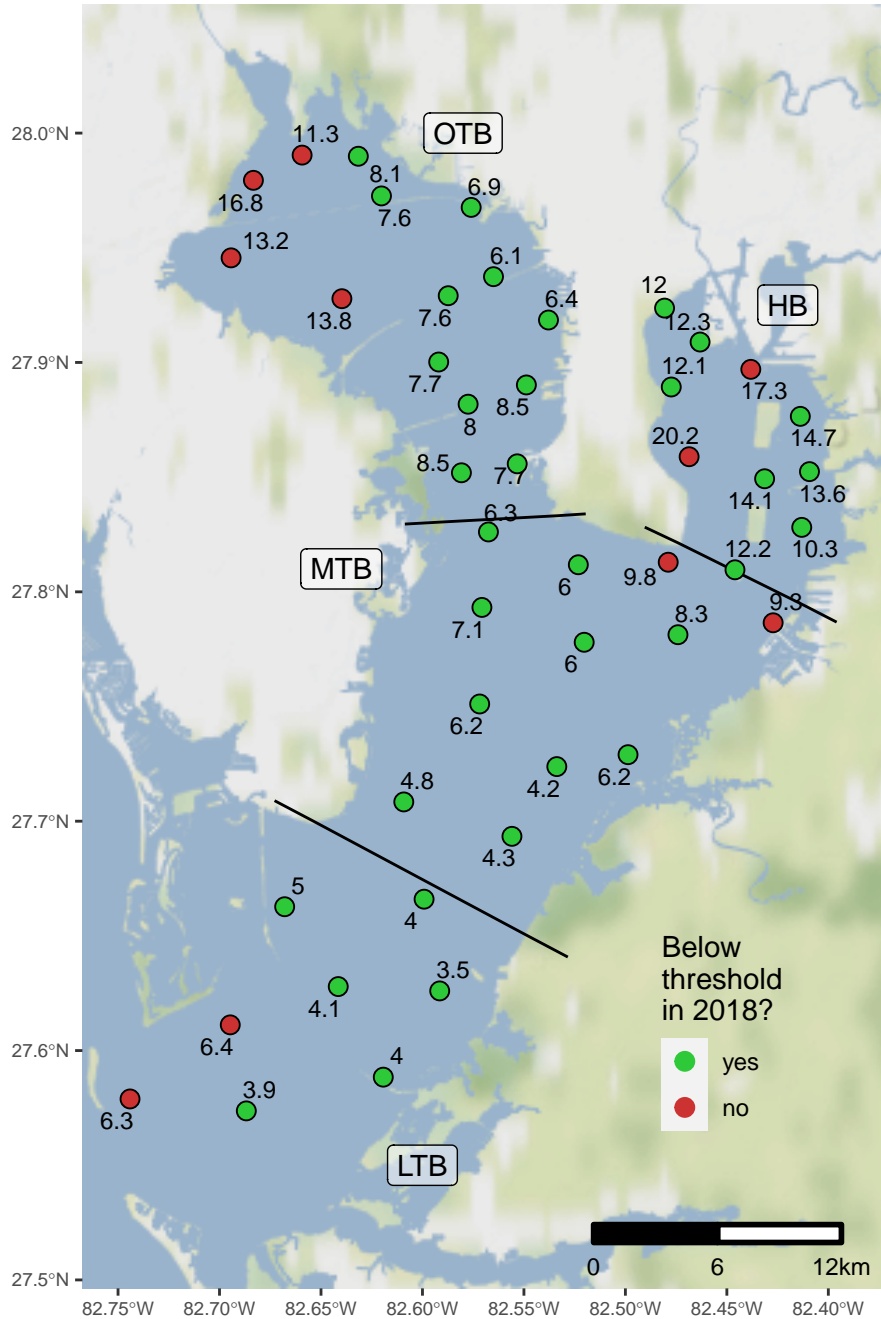 28.0°N
27.9°N
27.8°N
27.7°N
27.6°N
27.5°N
11.3
OTB
8.1
16.8
7.6
6.9
13.2
6.1
13.8
7.6
6.4
12
12.3
HB
7.7
8.5
12.1
17.3
8
20.2
14.7
8.5
7.7
14.1
13.6
6.3
10.3
MTB
6
9.8
12.2
7.1
8.3
9.3
6
6.2
4.8
4.2
6.2
4.3
5
4
4.1
3.5
6.4
4
6.3
3.9
LTB
Below
threshold
in 2018?
yes
no
0 6 12km
82.75°W 82.70°W 82.65°W 82.60°W 82.55°W 82.50°W 82.45°W 82.40°W